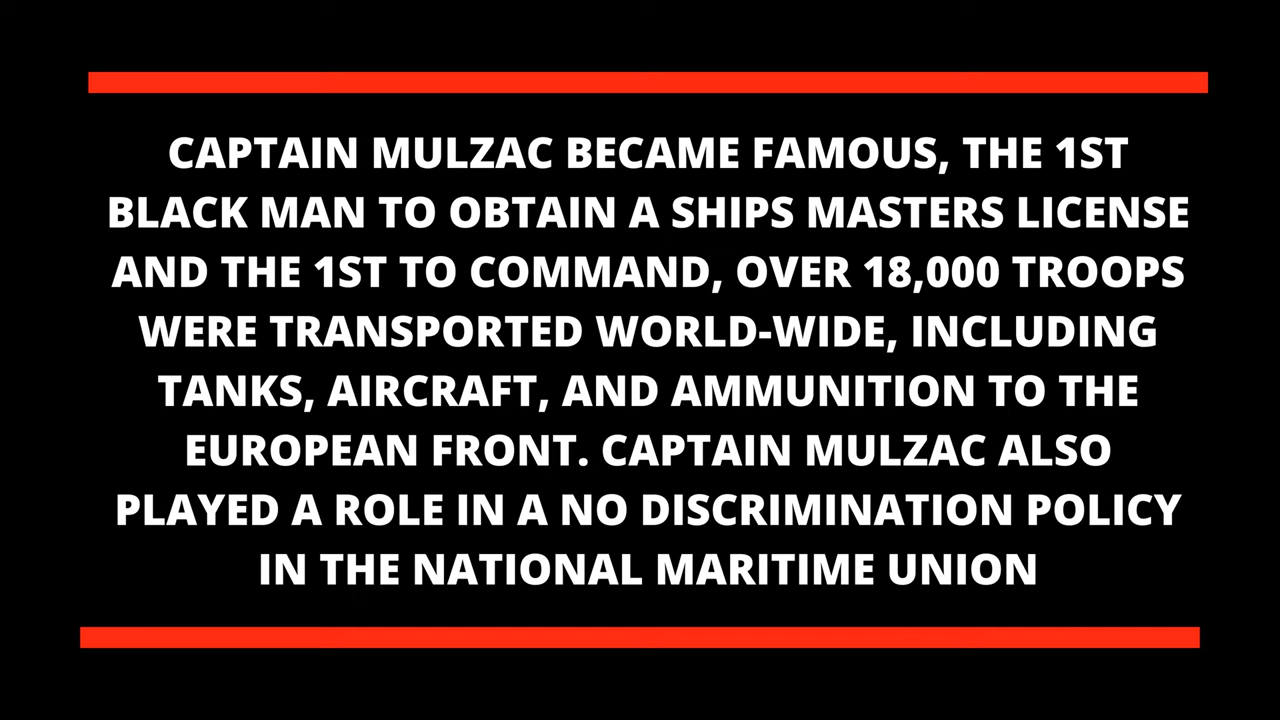 CAPTAIN MULZAC BECAME FAMOUS, THE 1ST
BLACK MAN TO OBTAIN A SHIPS MASTERS LICENSE
AND THE 1ST TO COMMAND, OVER 18,000 TROOPS
WERE TRANSPORTED WORLD-WIDE, INCLUDING
TANKS, AIRCRAFT, AND AMMUNITION TO THE
EUROPEAN FRONT. CAPTAIN MULZAC ALSO
PLAYED A ROLE IN A NO DISCRIMINATION POLICY
IN THE NATIONAL MARITIME UNION